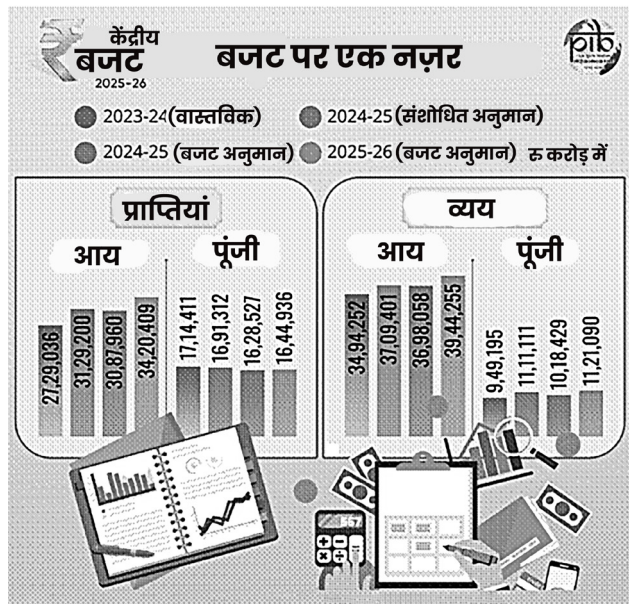 केंद्रीय
बजट
2025-26
बजट पर एक नज़र
pib
2023-24(वास्तविक)
2024-25(संशोधित अनुमान)
2024-25 (बजट अनुमान)
2025-26(बजट अनुमान) रु करोड़ में
प्राप्तियां
आय
पूंजी
27,29,036
31,29,200
30,87,960
34,20,409
17,14,411
16,91,312
16,28,527
16,44,936
व्यय
आय
पूंजी
34,94,252
37,09,401
36,98,058
39,44,255
9,49,195
11,11,111
10,18,429
11,21,090
567